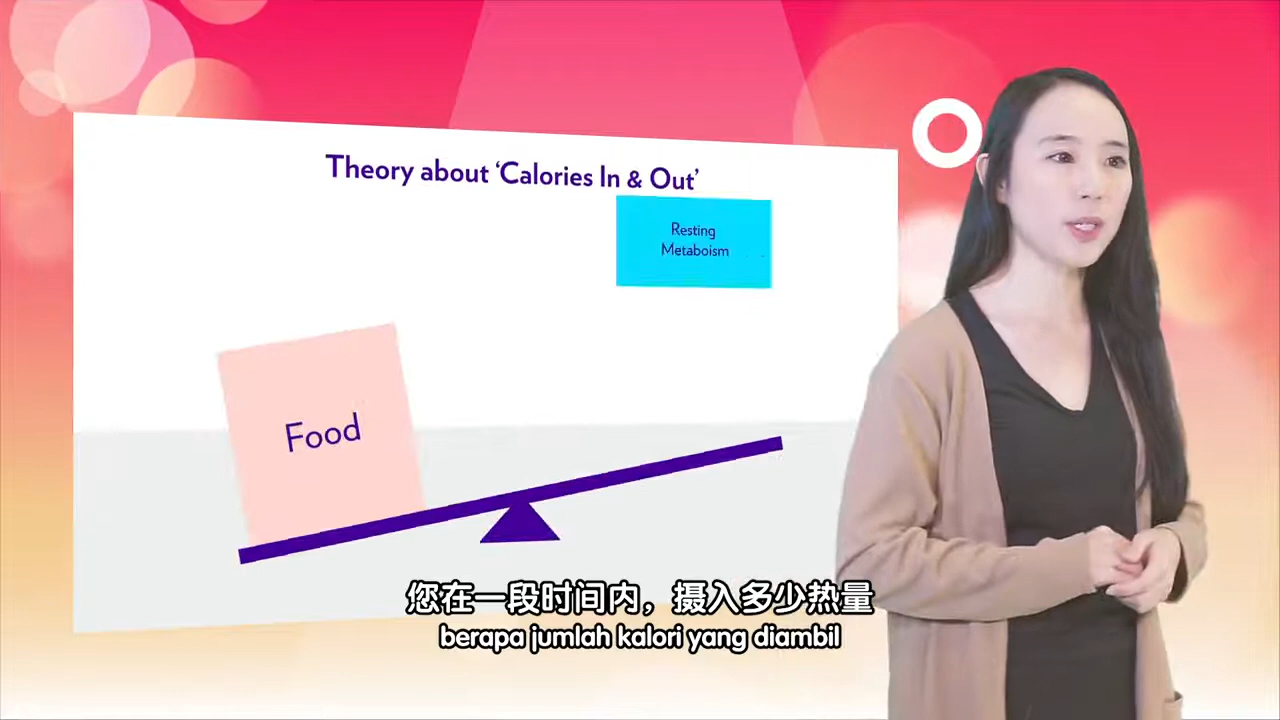 Theory about ‘Calories In & Out’
Resting
Metaboism
Food
您在一段时间内，摄入多少热量
berapa jumlah kalori yang diambil